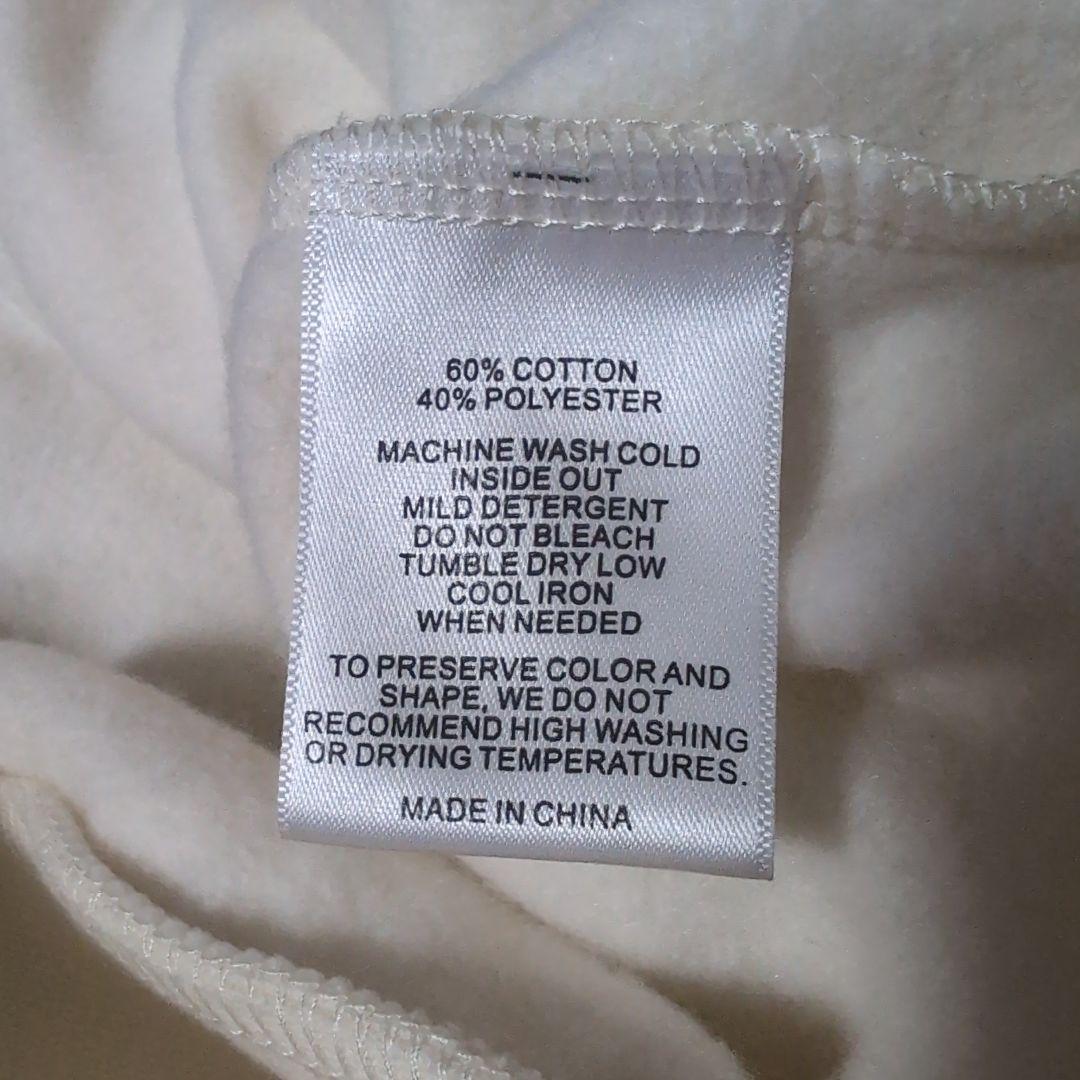 60% COTTON
40% POLYESTER
MACHINE WASH COLD
INSIDE OUT
MILD DETERGENT
DO NOT BLEACH
TUMBLE DRY LOW
COOL IRON
WHEN NEEDED
TO PRESERVE COLOR AND
SHAPE, WE DO NOT
RECOMMEND HIGH WASHING
OR DRYING TEMPERATURES.
MADE IN CHINA